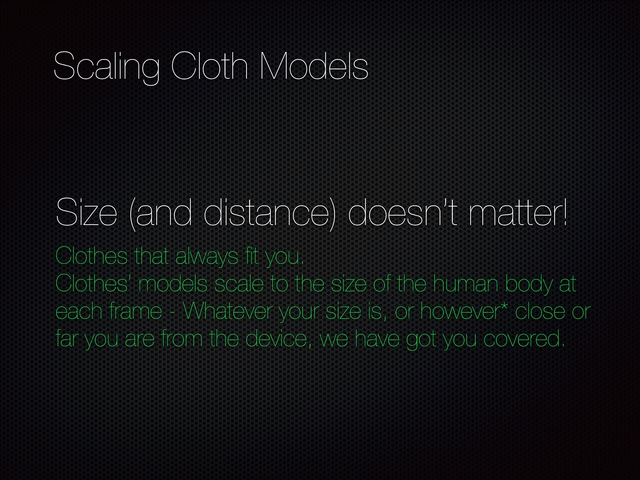 Scaling Cloth Models
Size (and distance) doesn't matter!
Clothes that always fit you.
Clothes' models scale to the size of the human body at
each frame - Whatever your size is, or however* close or
far you are from the device, we have got you covered.